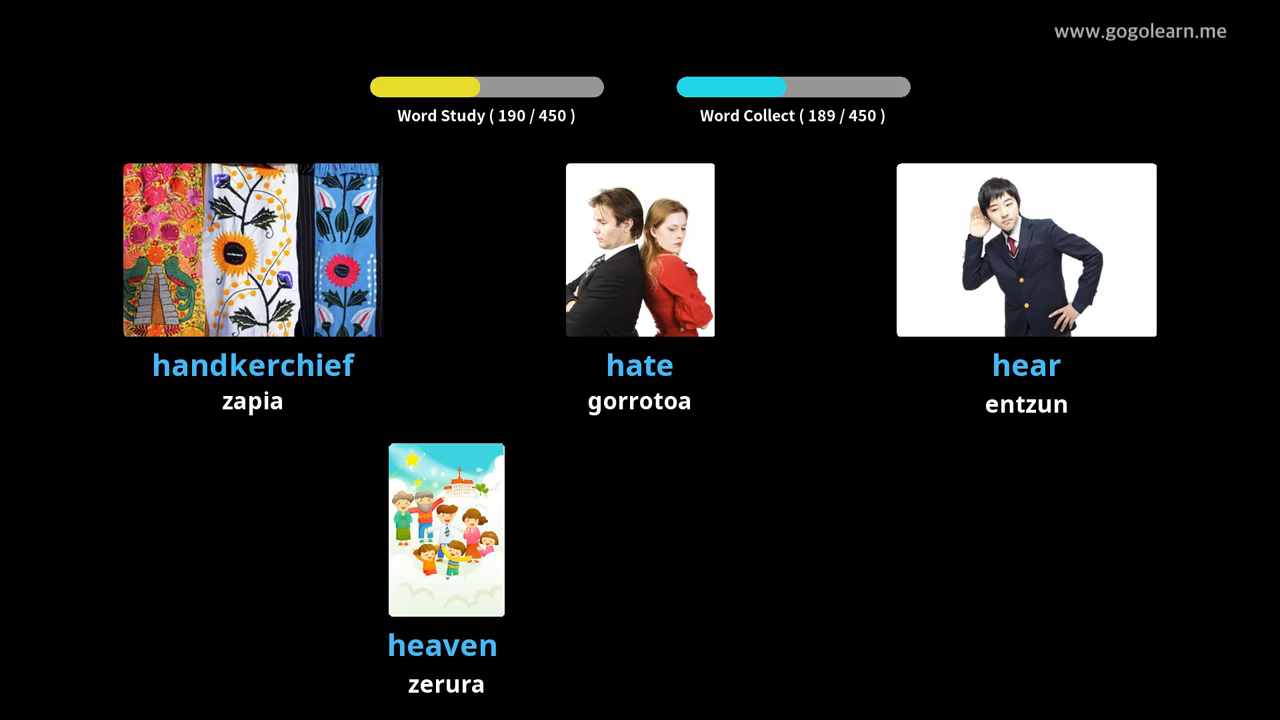 www.gogolearn.me
Word Study ( 190 / 450 )
Word Collect ( 189 / 450 )
handkerchief
zapia
hate
gorrotoa
hear
entzun
heaven
zerura